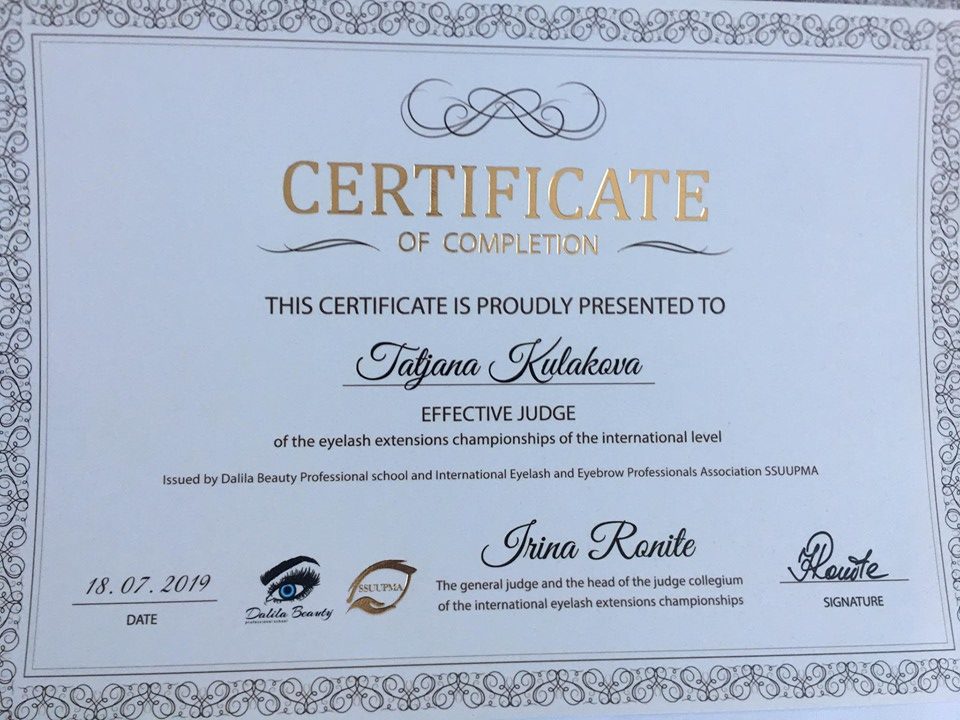 CERTIFICATE
OF COMPLETION
THIS CERTIFICATE IS PROUDLY PRESENTED TO
Tatjana Kulakova
EFFECTIVE JUDGE
of the eyelash extensions championships of the international level
Issued by Dalila Beauty Professional school and International Eyelash and Eyebrow Professionals Association SSUUPMA
Irina Ronite
The general judge and the head of the judge collegium
of the international eyelash extensions championships
18.07.2019
DATE
Dalila Beauty
professional school
SSUUPMA
SIGNATURE